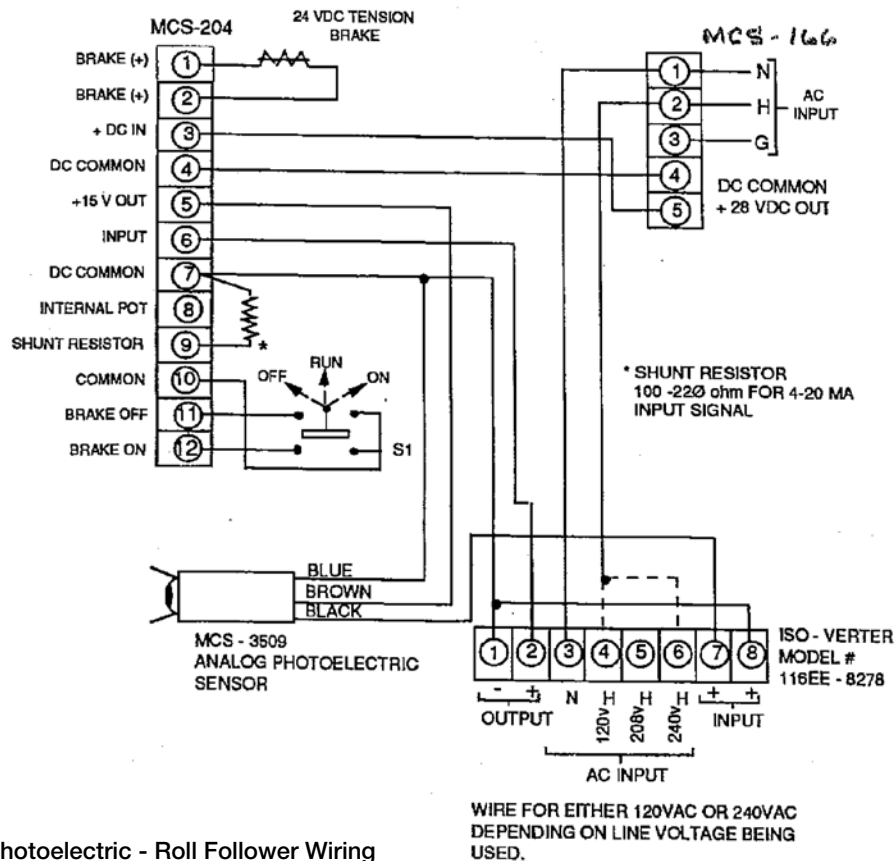 24 VDC TENSION
BRAKE
MCS-204
BRAKE (+)
1
BRAKE (+)
2
+ DC IN
3
DC COMMON
4
+15 V OUT
5
INPUT
6
DC COMMON
7
INTERNAL POT
8
SHUNT RESISTOR
9
*
COMMON
10
BRAKE OFF
11
BRAKE ON
12
OFF
RUN
ON
S1
MCS-166
1
N
2
H
3
G
AC
INPUT
4
DC COMMON
5
+ 28 VDC OUT
* SHUNT RESISTOR
100 -22Ø ohm FOR 4-20 MA
INPUT SIGNAL
BLUE
BROWN
BLACK
MCS - 3509
ANALOG PHOTOELECTRIC
SENSOR
1 2 3 4 5 6 7 8
ISO - VERTER
MODEL #
116EE - 8278
- + N H H H + +
120v 208v 240v
OUTPUT
INPUT
AC INPUT
WIRE FOR EITHER 120VAC OR 240VAC
DEPENDING ON LINE VOLTAGE BEING
USED.
hotoelectric - Roll Follower Wiring